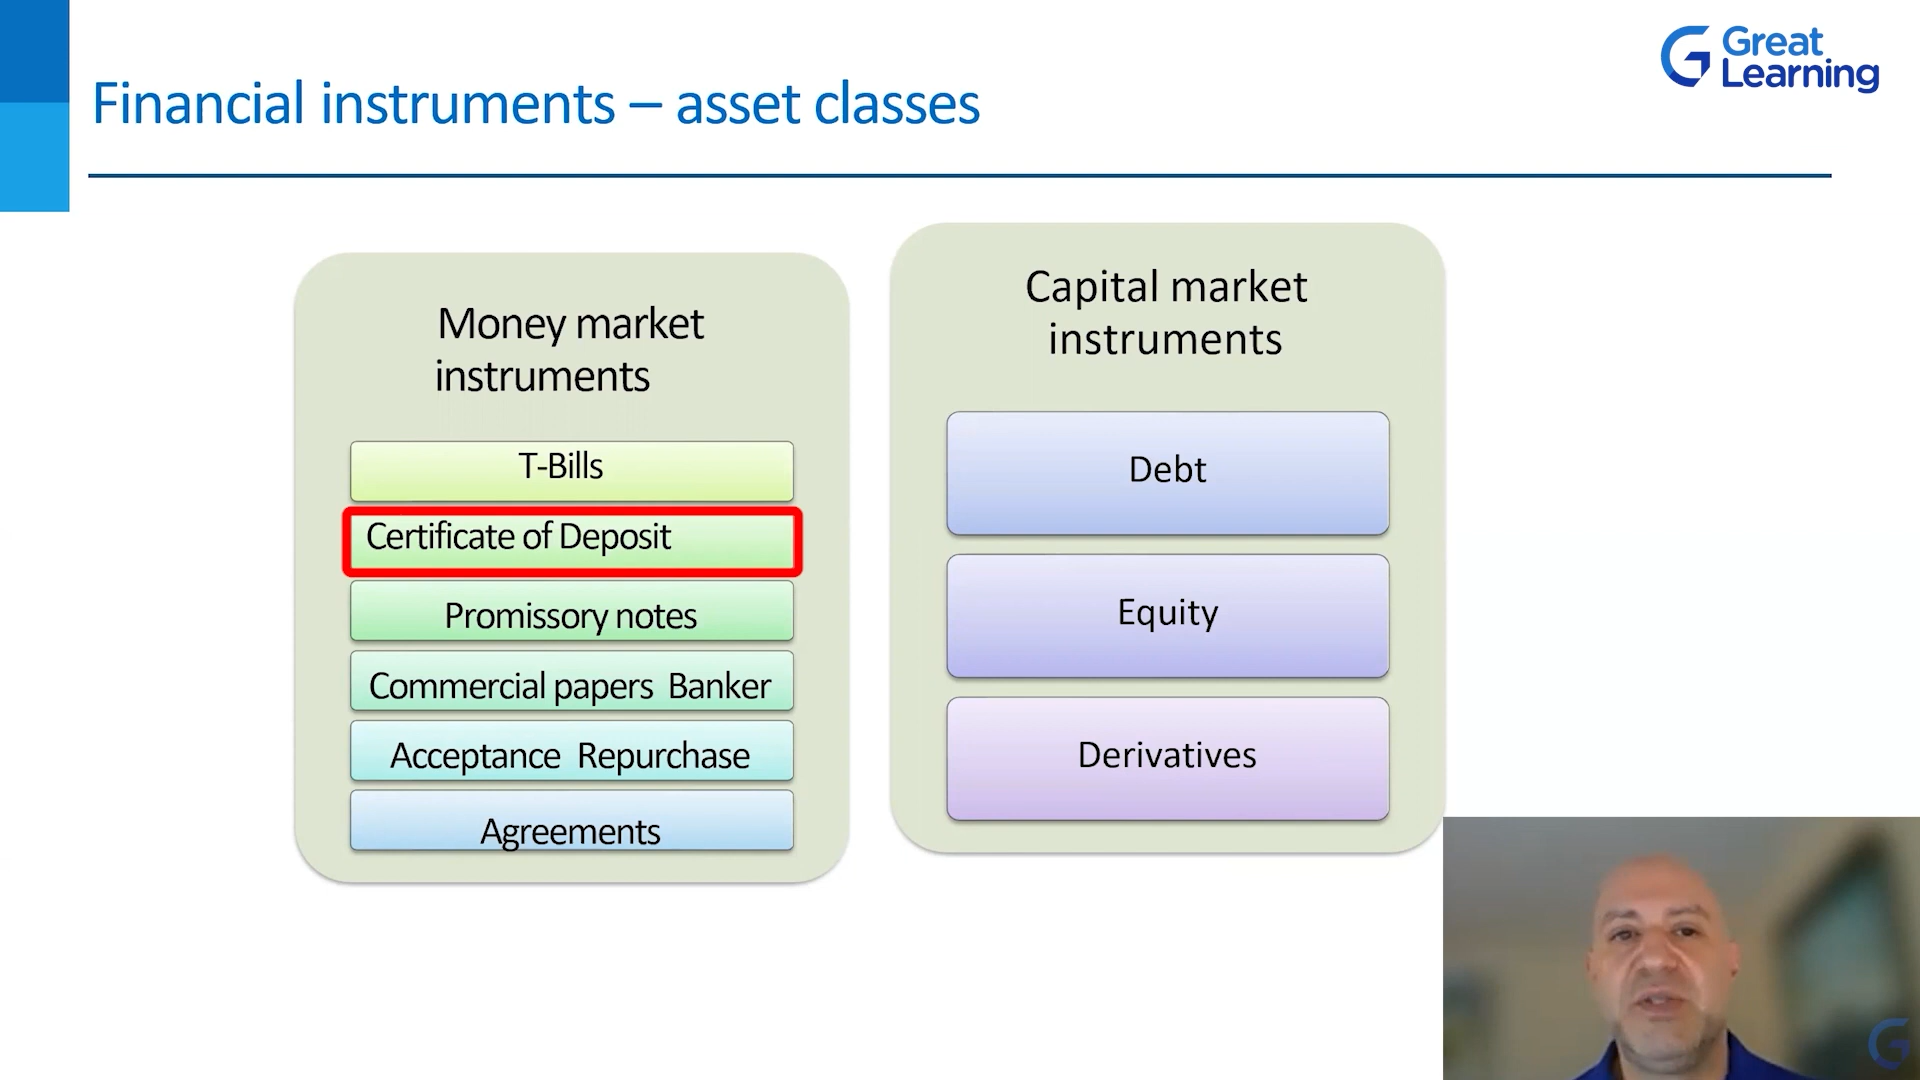 Great
Learning
Financial instruments – asset classes
Money market
instruments
T-Bills
Certificate of Deposit
Promissory notes
Commercial papers Banker
Acceptance Repurchase
Agreements
Capital market
instruments
Debt
Equity
Derivatives